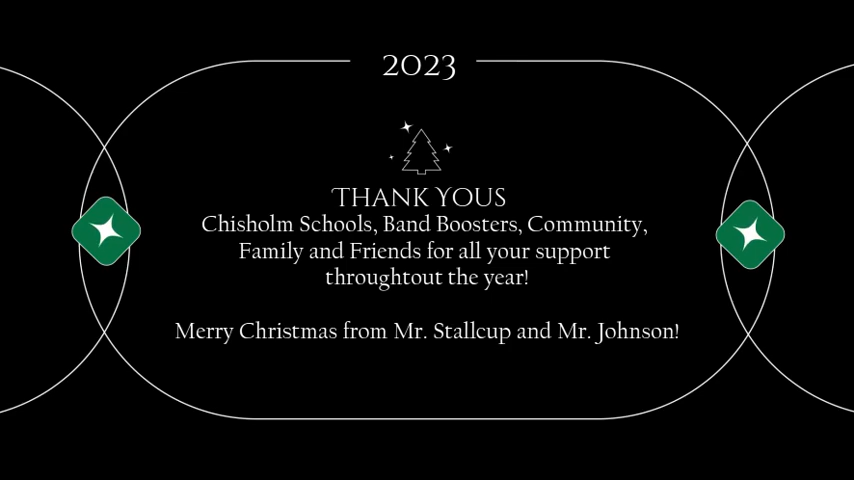 2023
THANK YOUS
Chisholm Schools, Band Boosters, Community,
Family and Friends for all your support
throughtout the year!
Merry Christmas from Mr. Stallcup and Mr. Johnson!